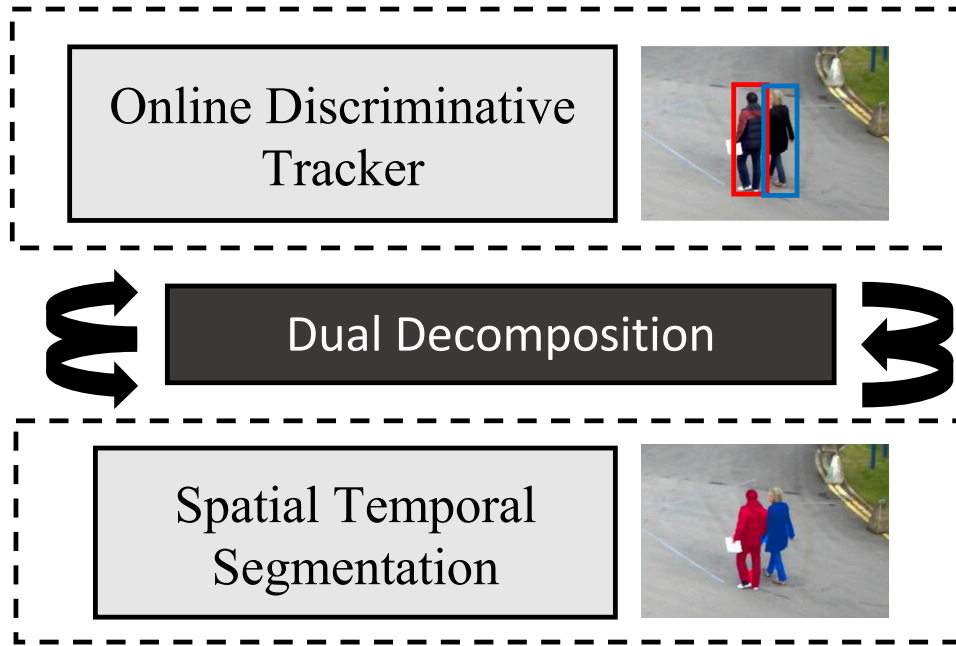 Online Discriminative
Tracker
Dual Decomposition
Spatial Temporal
Segmentation